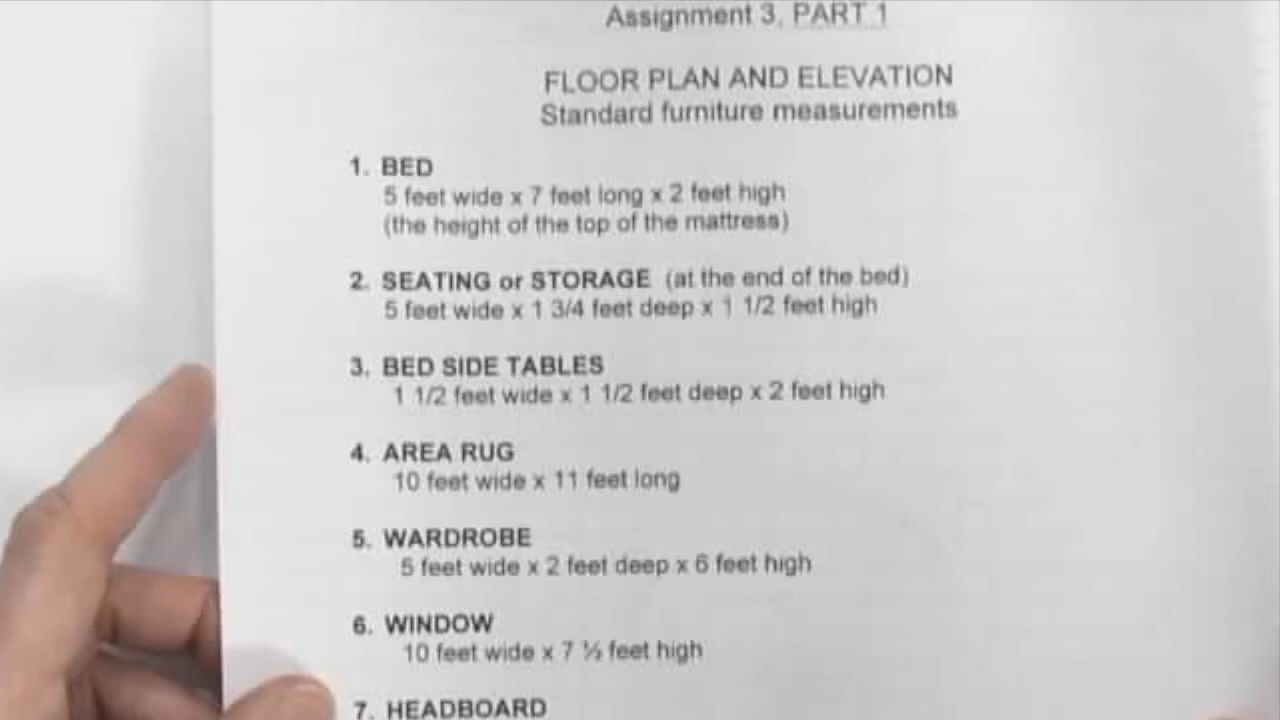 Assignment 3, PART 1
FLOOR PLAN AND ELEVATION
Standard furniture measurements
1. BED
5 feet wide x 7 feet long x 2 feet high
(the height of the top of the mattress)
2. SEATING or STORAGE (at the end of the bed)
5 feet wide x 1 3/4 feet deep x 1 1/2 feet high
3. BED SIDE TABLES
1 1/2 feet wide x 1 1/2 feet deep x 2 feet high
4. AREA RUG
10 feet wide x 11 feet long
5. WARDROBE
5 feet wide x 2 feet deep x 6 feet high
6. WINDOW
10 feet wide x 7 ½ feet high
7. HEADBOARD